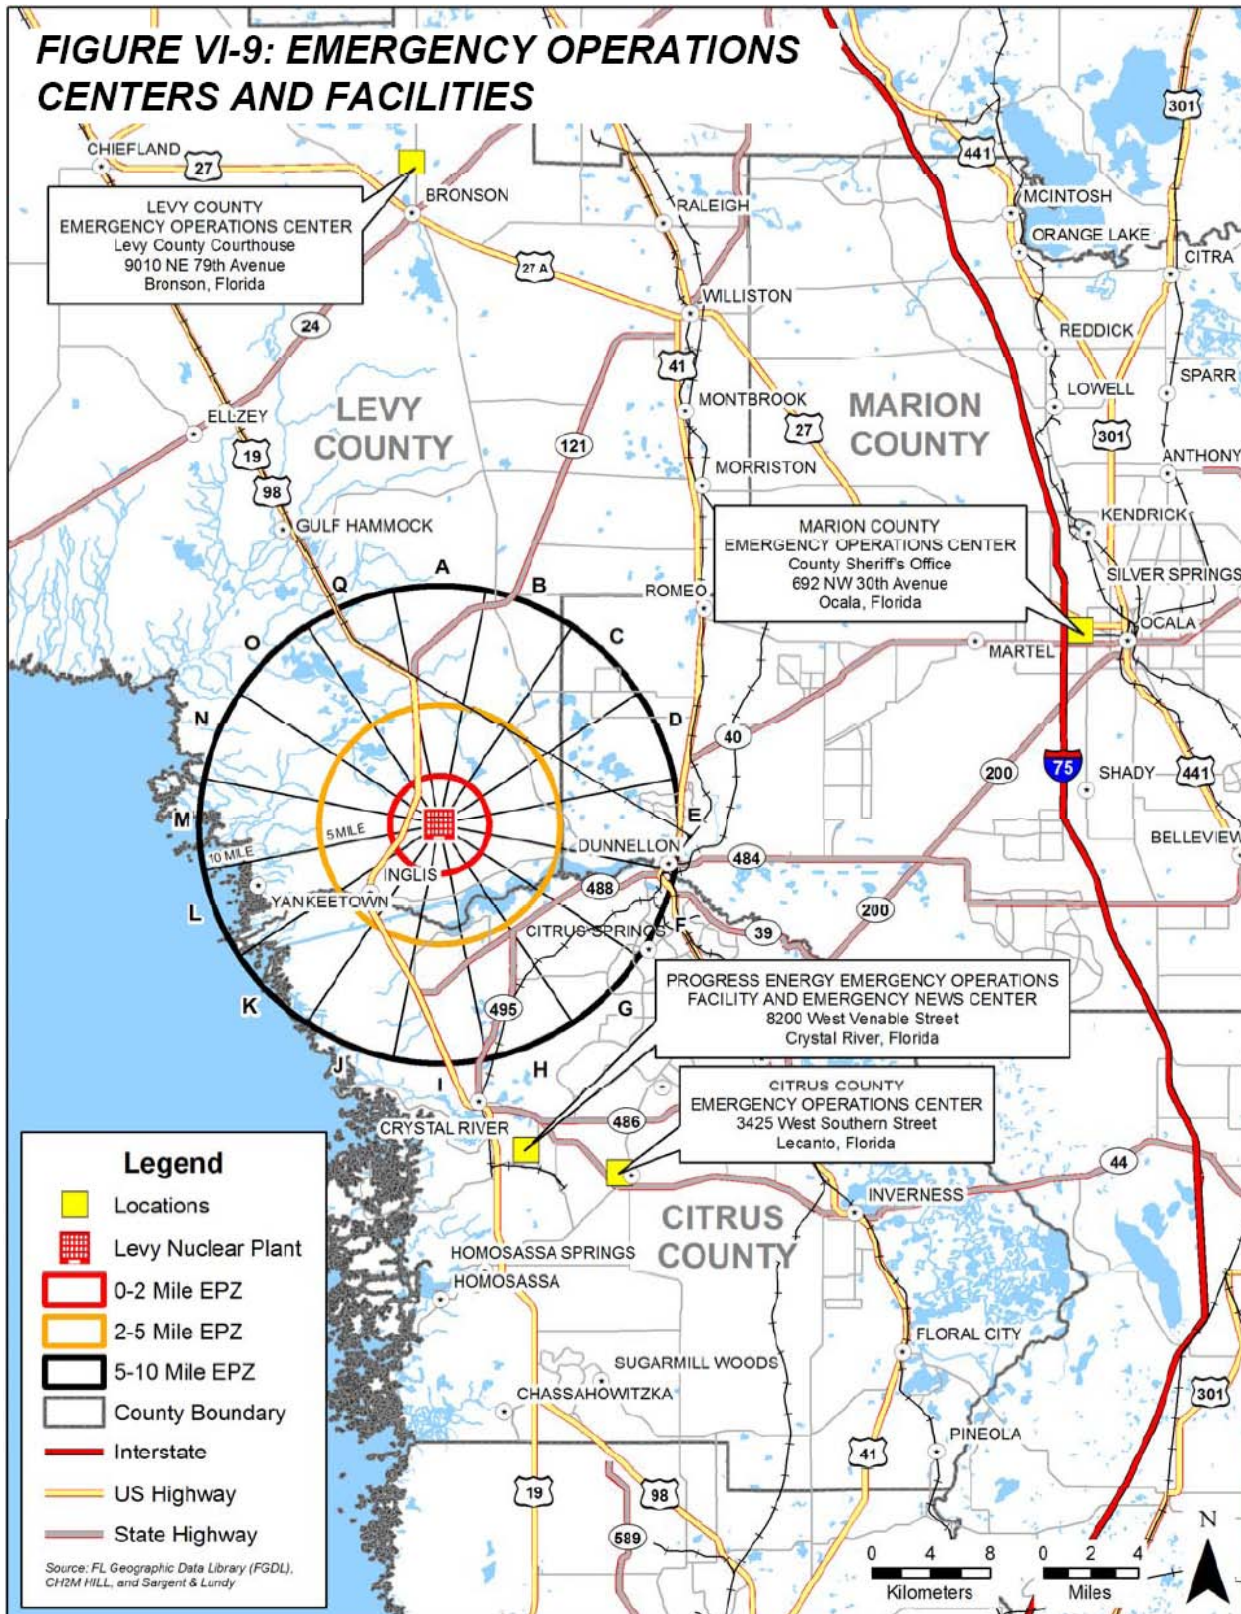 FIGURE VI-9: EMERGENCY OPERATIONS
CENTERS AND FACILITIES
301
441
CHIEFLAND
27
BRONSON
MCINTOSH
RALEIGH
ORANGE LAKE
CITRA
LEVY COUNTY
EMERGENCY OPERATIONS CENTER
Levy County Courthouse
9010 NE 79th Avenue
Bronson, Florida
27 A
WILLISTON
24
REDDICK
41
SPARR
LOWELL
MONTBROOK
ELLZEY
LEVY
COUNTY
MARION
COUNTY
27
301
121
19
ANTHONY
MORRISTON
98
GULF HAMMOCK
KENDRICK
MARION COUNTY
EMERGENCY OPERATIONS CENTER
County Sheriff's Office
692 NW 30th Avenue
Ocala, Florida
SILVER SPRINGS
A
Q
B
ROMEO
OCALA
C
O
MARTEL
N
D
40
75
200
SHADY
441
M
E
5 MILE
10 MILE
BELLEVIEW
DUNNELLON
484
INGLIS
488
YANKEETOWN
200
L
F
CITRUS SPRINGS
39
K
G
495
PROGRESS ENERGY EMERGENCY OPERATIONS
FACILITY AND EMERGENCY NEWS CENTER
8200 West Venable Street
Crystal River, Florida
J
H
I
CITRUS COUNTY
EMERGENCY OPERATIONS CENTER
3425 West Southern Street
Lecanto, Florida
486
CRYSTAL RIVER
44
INVERNESS
CITRUS
COUNTY
HOMOSASSA SPRINGS
HOMOSASSA
FLORAL CITY
SUGARMILL WOODS
CHASSAHOWITZKA
301
PINEOLA
41
19
98
589
Legend
Locations
Levy Nuclear Plant
0-2 Mile EPZ
2-5 Mile EPZ
5-10 Mile EPZ
County Boundary
Interstate
US Highway
State Highway
Source: FL Geographic Data Library (FGDL),
CH2M HILL, and Sargent & Lundy
N
0 4 8
Kilometers
0 2 4
Miles